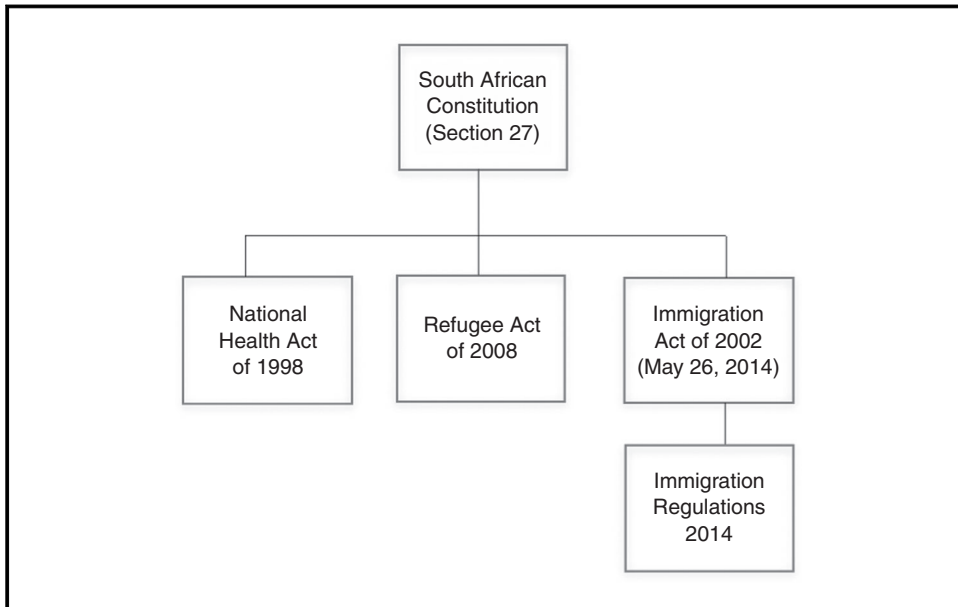 South African
Constitution
(Section 27)
National
Health Act
of 1998
Refugee Act
of 2008
Immigration
Act of 2002
(May 26, 2014)
Immigration
Regulations
2014